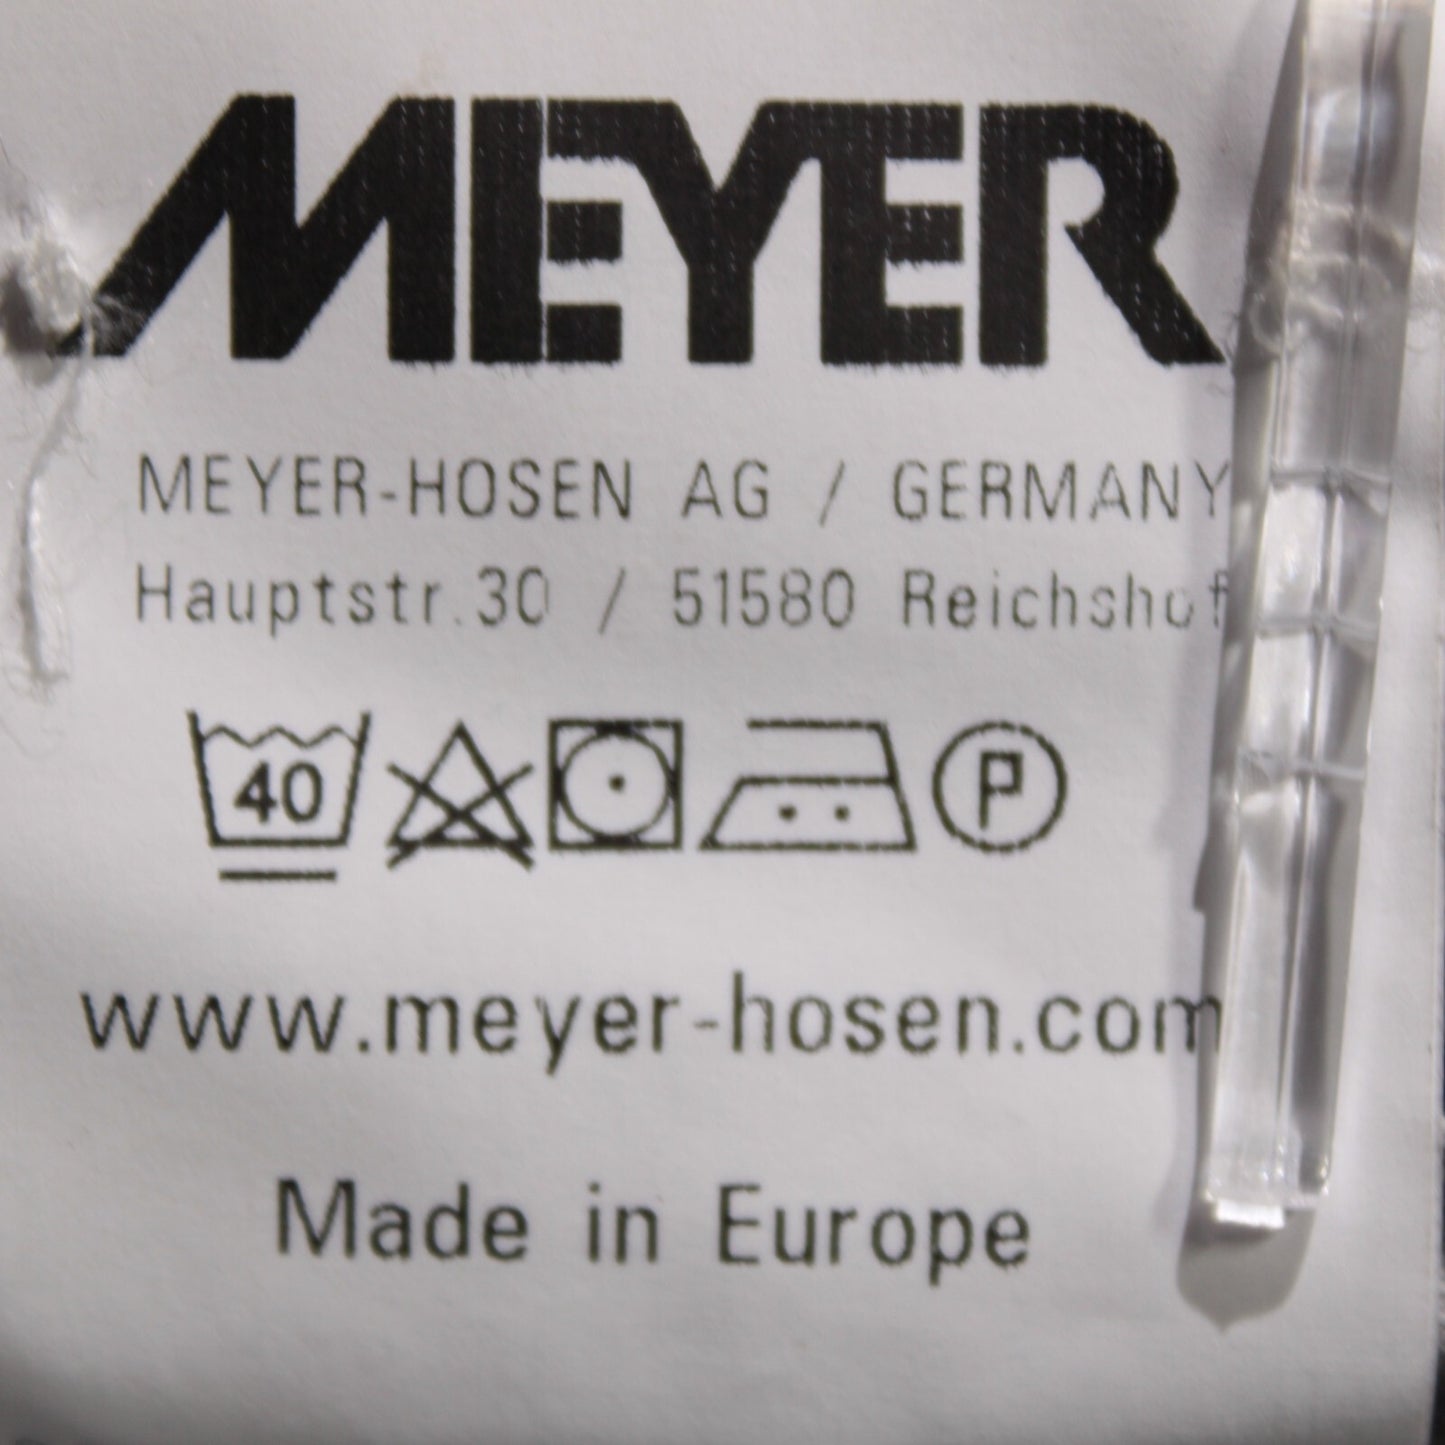 MEYER
MEYER-HOSEN AG / GERMANY
Hauptstr.30 / 51580 Reichshof
40
P
www.meyer-hosen.com
Made in Europe